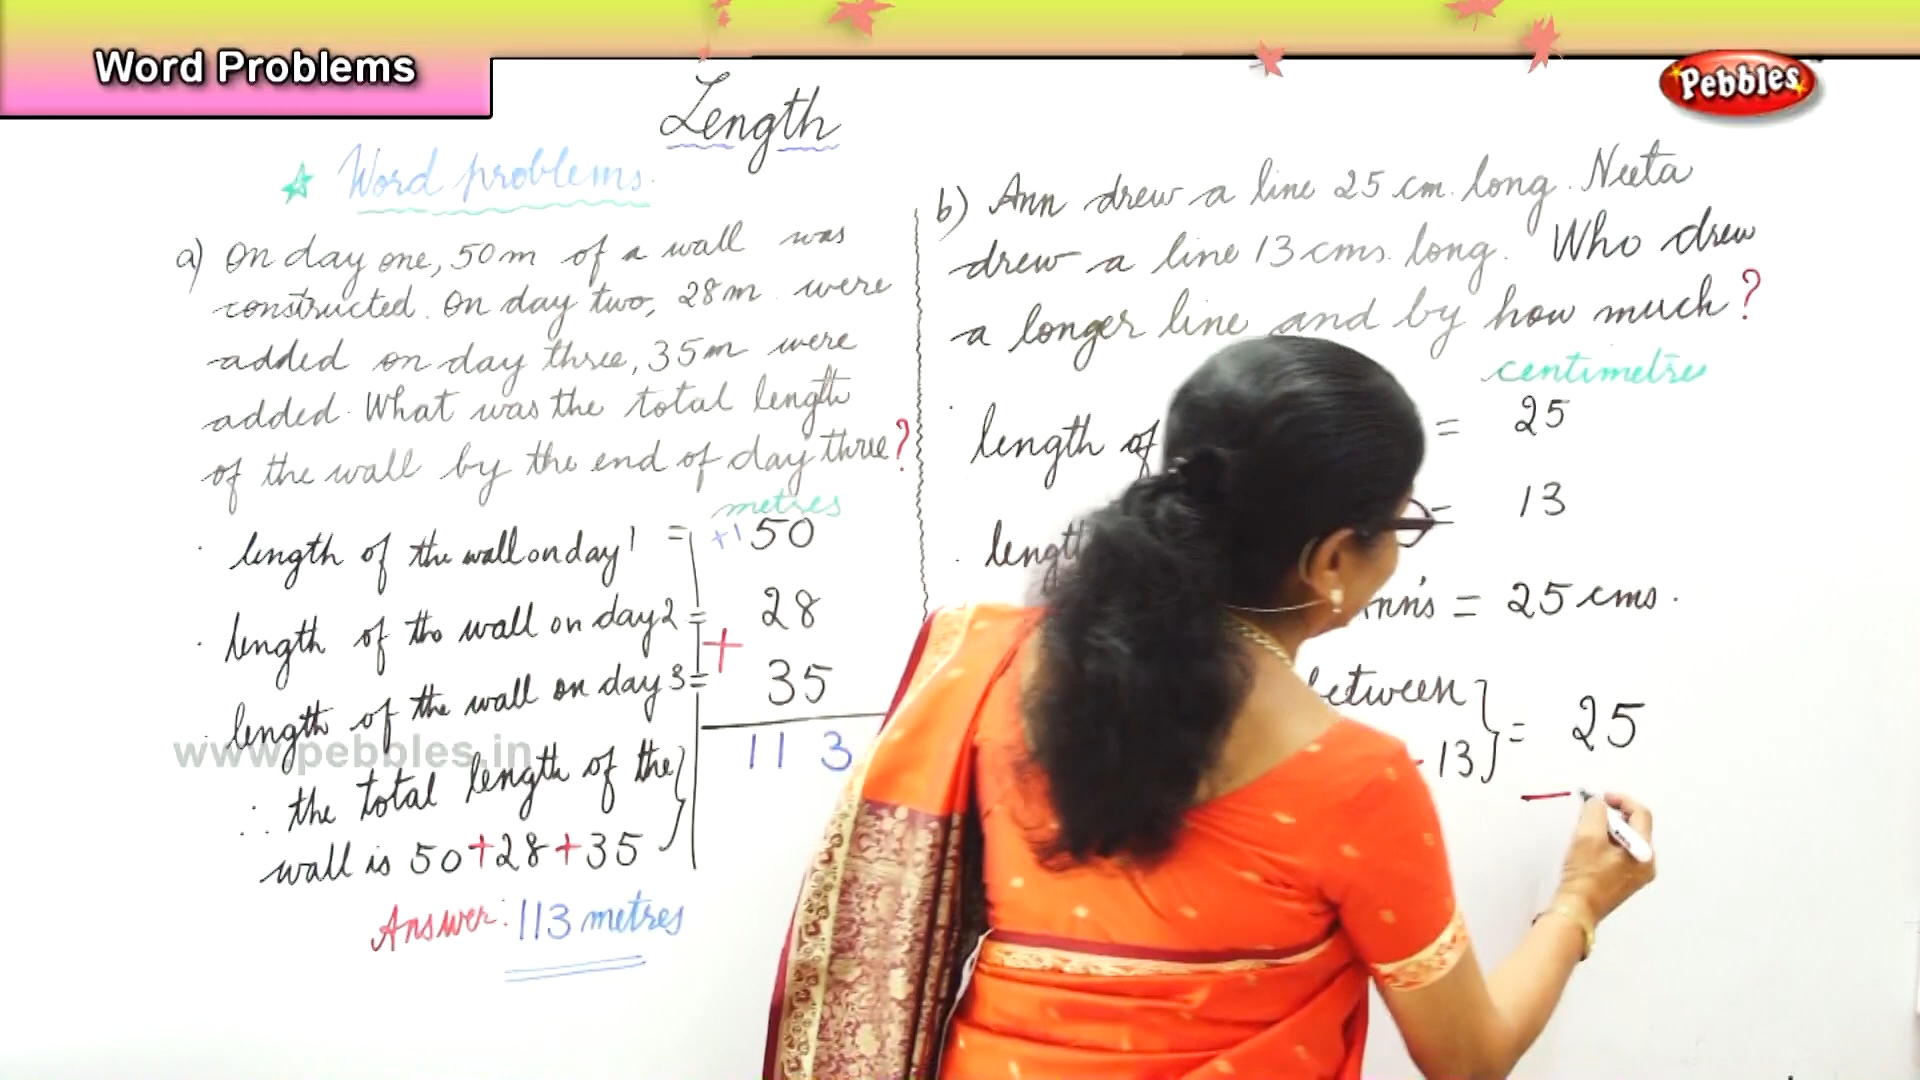 Word Problems
Pebbles
Length
Word problems.
a) On day one, 50m of a wall was
constructed. On day two, 28m were
added on day three, 35m were
added. What was the total length
of the wall by the end of day three?
metres
length of the wall on day 1 = +1 50
length of the wall on day 2 = 28
+
length of the wall on day 3 = 35
113
www.pebbles.in
∴ the total length of the
wall is 50+28+35
Answer: 113 metres
b) Ann drew a line 25 cm. long. Neeta
drew a line 13 cms. long. Who drew
a longer line and by how much?
centimetres
length of = 25
length = 13
= 25 cms.
between
- 13 } = 25
—